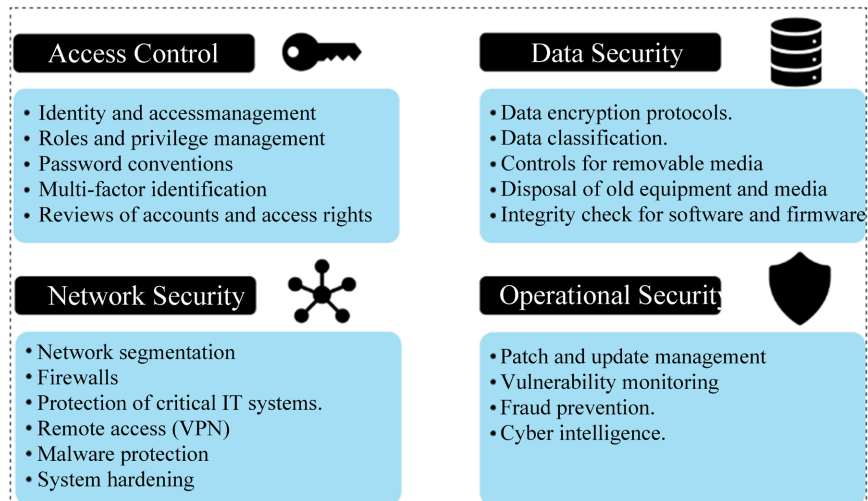 Access Control
• Identity and accessmanagement
• Roles and privilege management
• Password conventions
• Multi-factor identification
• Reviews of accounts and access rights
Data Security
• Data encryption protocols.
• Data classification.
• Controls for removable media
• Disposal of old equipment and media
• Integrity check for software and firmware
Network Security
• Network segmentation
• Firewalls
• Protection of critical IT systems.
• Remote access (VPN)
• Malware protection
• System hardening
Operational Security
• Patch and update management
• Vulnerability monitoring
• Fraud prevention.
• Cyber intelligence.